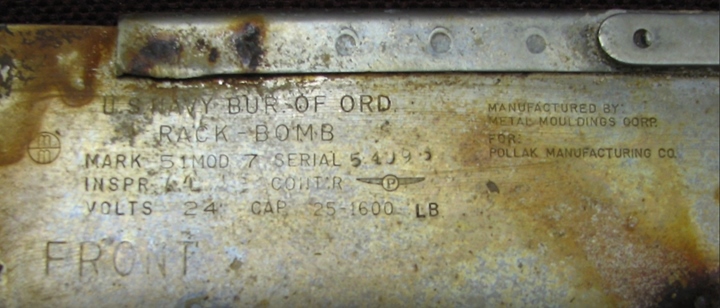 U.S. NAVY BUR-OF ORD.
RACK-BOMB
MARK 51 MOD 7 SERIAL
INSPR. CONT'R P
VOLTS 24 CAP. 25-1600 LB
FRONT
MANUFACTURED BY:
METAL MOULDINGS CORP.
FOR:
POLLAK MANUFACTURING CO.